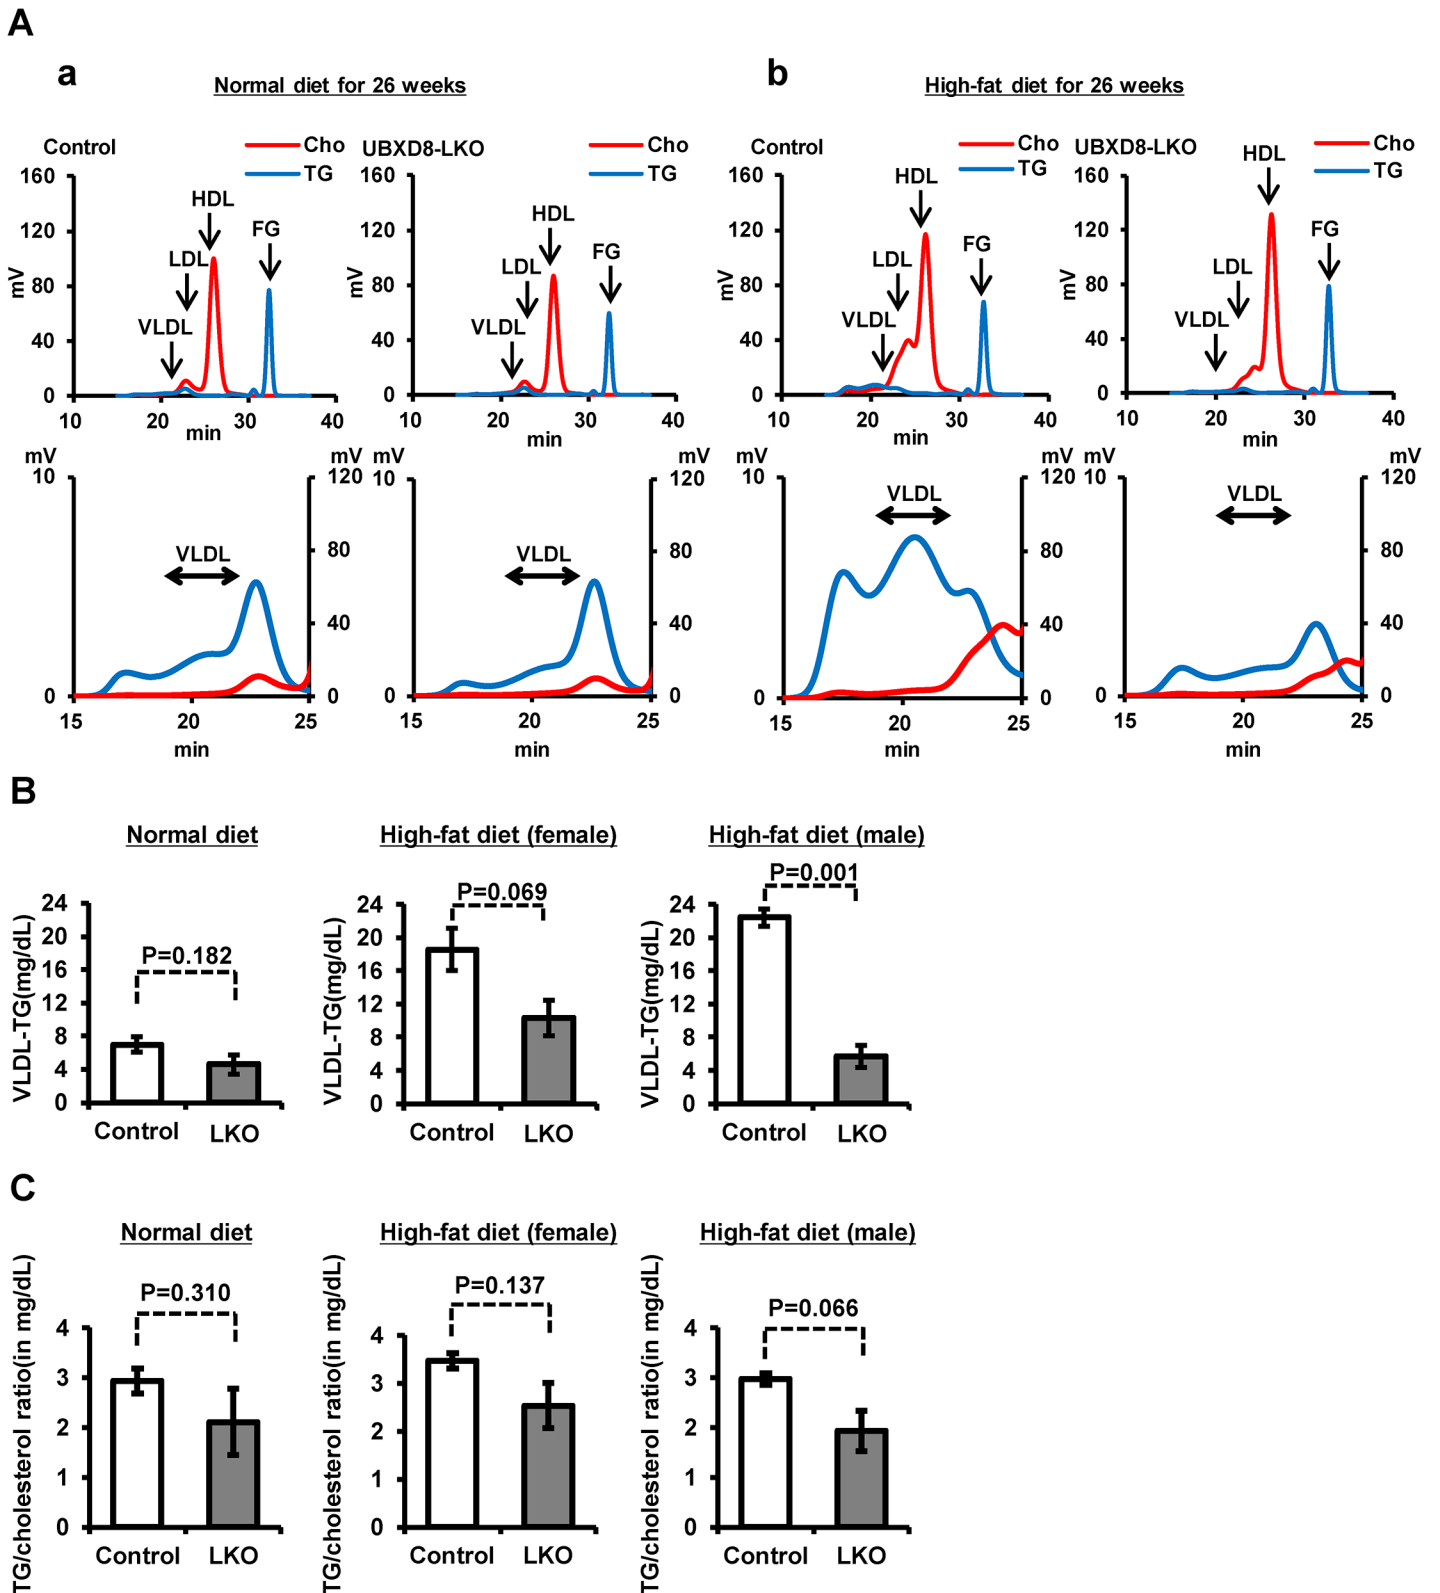 A
a
Normal diet for 26 weeks
b
High-fat diet for 26 weeks
Control
Cho
TG
160
120
80
40
0
mV
HDL
LDL
VLDL
FG
10
20
30
40
min
UBXD8-LKO
Cho
TG
160
120
80
40
0
mV
HDL
LDL
VLDL
FG
10
20
30
40
min
Control
Cho
TG
160
120
80
40
0
mV
HDL
LDL
VLDL
FG
10
20
30
40
min
UBXD8-LKO
Cho
TG
160
120
80
40
0
mV
HDL
LDL
VLDL
FG
10
20
30
40
min
mV
10
0
VLDL
mV
120
80
40
0
15
20
25
min
mV
10
0
VLDL
mV
120
80
40
0
15
20
25
min
mV
10
0
VLDL
mV
120
80
40
0
15
20
25
min
mV
10
0
VLDL
mV
120
80
40
0
15
20
25
min
B
Normal diet
P=0.182
VLDL-TG(mg/dL)
24
20
16
12
8
4
0
Control
LKO
High-fat diet (female)
P=0.069
VLDL-TG(mg/dL)
24
20
16
12
8
4
0
Control
LKO
High-fat diet (male)
P=0.001
VLDL-TG(mg/dL)
24
20
16
12
8
4
0
Control
LKO
C
Normal diet
P=0.310
TG/cholesterol ratio(in mg/dL)
4
3
2
1
0
Control
LKO
High-fat diet (female)
P=0.137
TG/cholesterol ratio(in mg/dL)
4
3
2
1
0
Control
LKO
High-fat diet (male)
P=0.066
TG/cholesterol ratio(in mg/dL)
4
3
2
1
0
Control
LKO